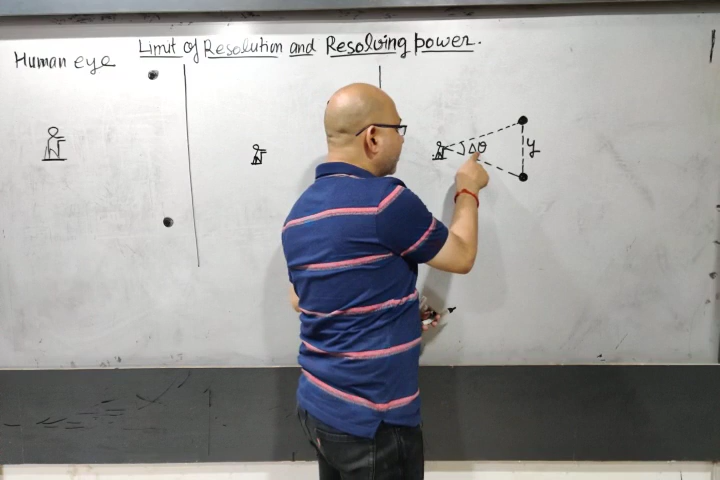 Limit of Resolution and Resolving power.
Human eye
Δθ
y